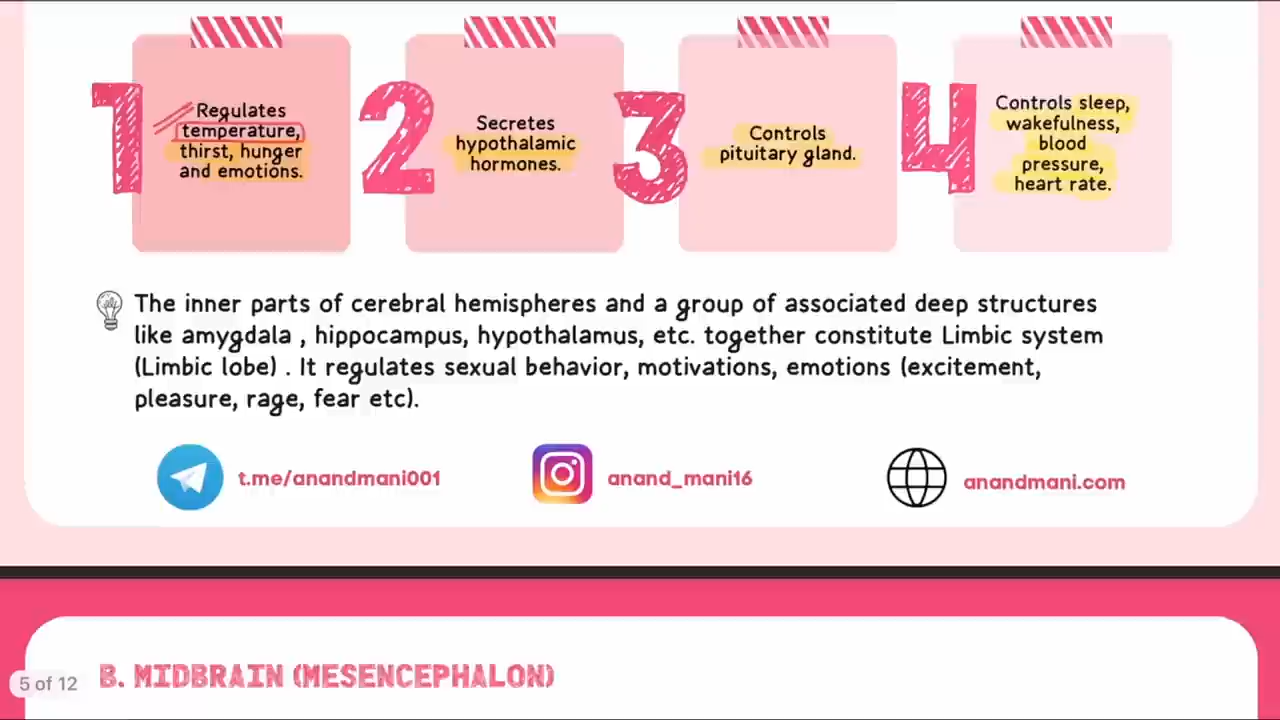 1
Regulates
temperature,
thirst, hunger
and emotions.
2
Secretes
hypothalamic
hormones.
3
Controls
pituitary gland.
4
Controls sleep,
wakefulness,
blood
pressure,
heart rate.
The inner parts of cerebral hemispheres and a group of associated deep structures
like amygdala , hippocampus, hypothalamus, etc. together constitute Limbic system
(Limbic lobe) . It regulates sexual behavior, motivations, emotions (excitement,
pleasure, rage, fear etc).
t.me/anandmani001
anand_mani16
anandmani.com
B. MIDBRAIN (MESENCEPHALON)
5 of 12